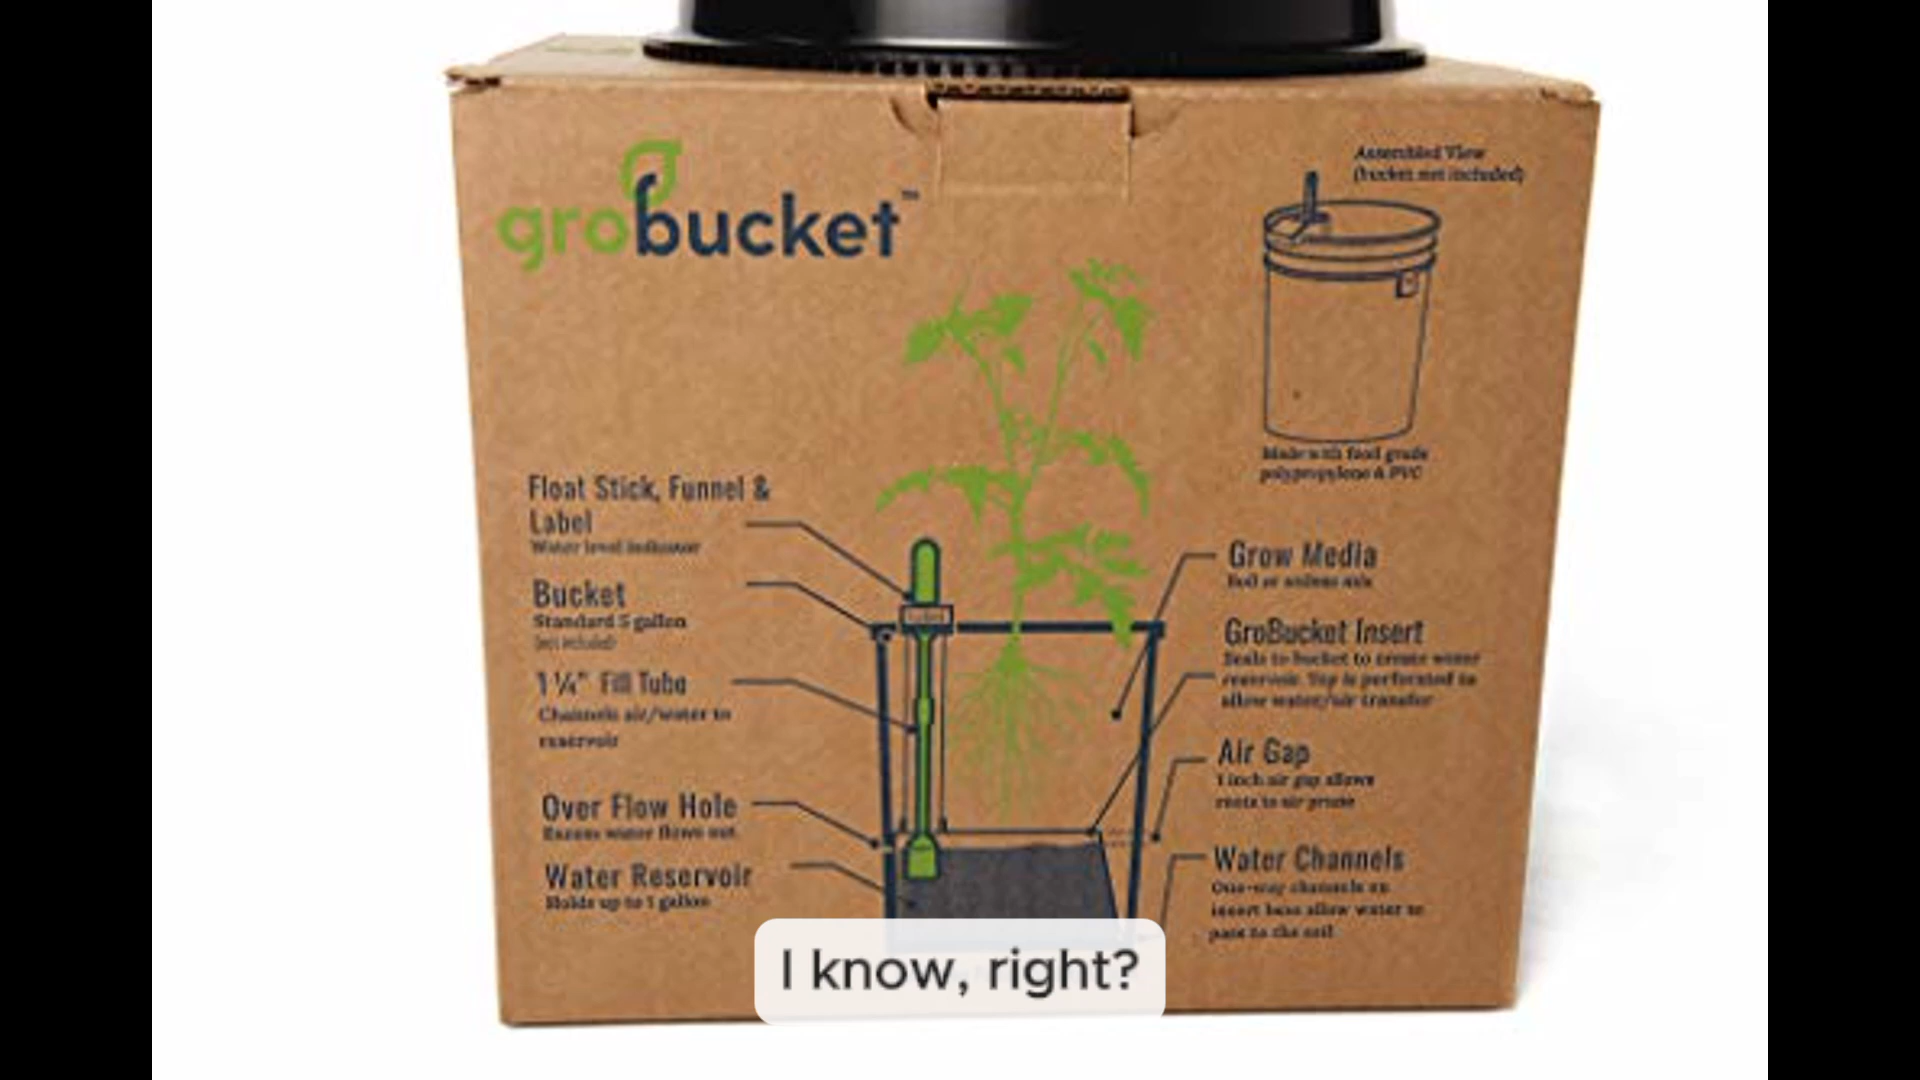 grobucket™
Assembled View
(bucket not included)
Made with food grade
polypropylene & PVC
Float Stick, Funnel &
Label
Water level indicator
Bucket
Standard 5 gallon
(not included)
1 ¼" Fill Tube
Channels air/water to
reservoir
Over Flow Hole
Excess water flows out
Water Reservoir
Holds up to 1 gallon
Grow Media
Soil or soilless mix
GroBucket Insert
Seals to bucket to create water
reservoir. Top is perforated to
allow water/air transfer
Air Gap
1 inch air gap allows
roots to air prune
Water Channels
One-way channels on
insert base allow water to
pass to the soil
I know, right?